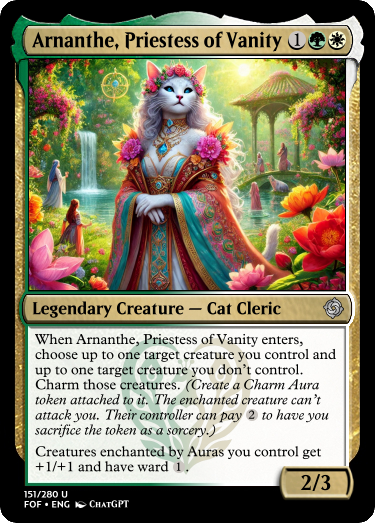 Arnanthe, Priestess of Vanity 1
Legendary Creature — Cat Cleric
When Arnanthe, Priestess of Vanity enters,
choose up to one target creature you control and
up to one target creature you don't control.
Charm those creatures. (Create a Charm Aura
token attached to it. The enchanted creature can't
attack you. Their controller can pay 2 to have you
sacrifice the token as a sorcery.)
Creatures enchanted by Auras you control get
+1/+1 and have ward 1.
2/3
151/280 U
FOF • ENG ChatGPT